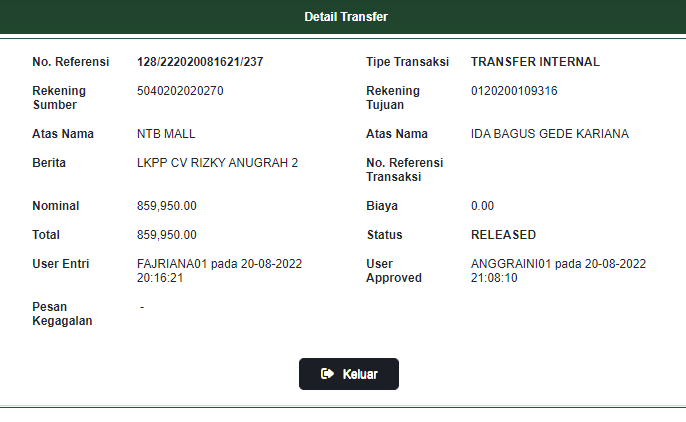 Detail Transfer
No. Referensi 128/222020081621/237 Tipe Transaksi TRANSFER INTERNAL
Rekening Sumber 5040202020270 Rekening Tujuan 0120200109316
Atas Nama NTB MALL Atas Nama IDA BAGUS GEDE KARIANA
Berita LKPP CV RIZKY ANUGRAH 2 No. Referensi Transaksi
Nominal 859,950.00 Biaya 0.00
Total 859,950.00 Status RELEASED
User Entri FAJRIANA01 pada 20-08-2022 20:16:21 User Approved ANGGRAINI01 pada 20-08-2022 21:08:10
Pesan Kegagalan -
Keluar